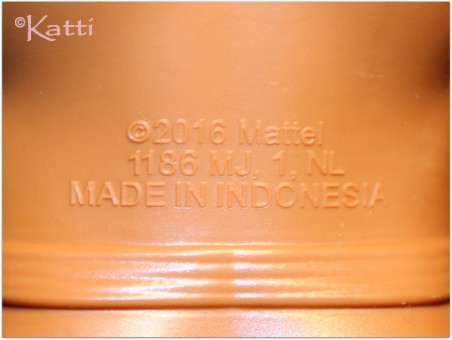 ©Katti
©2016 Mattel
1186 MJ, 1, NL
MADE IN INDONESIA